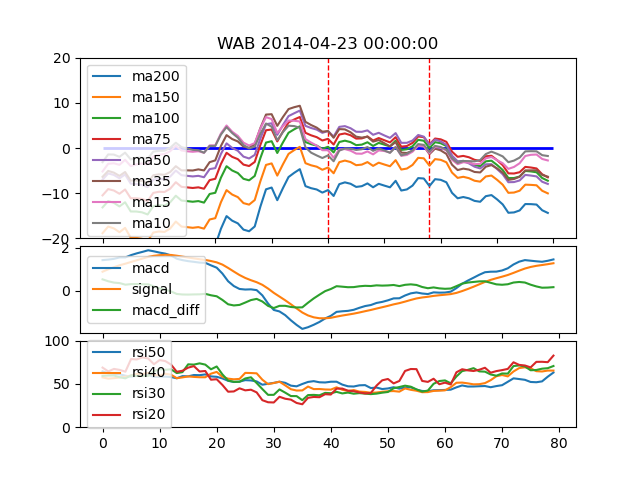 WAB 2014-04-23 00:00:00
20
10
0
−10
−20
ma200
ma150
ma100
ma75
ma50
ma35
ma15
ma10
2
0
macd
signal
macd_diff
100
50
0
rsi50
rsi40
rsi30
rsi20
0 10 20 30 40 50 60 70 80